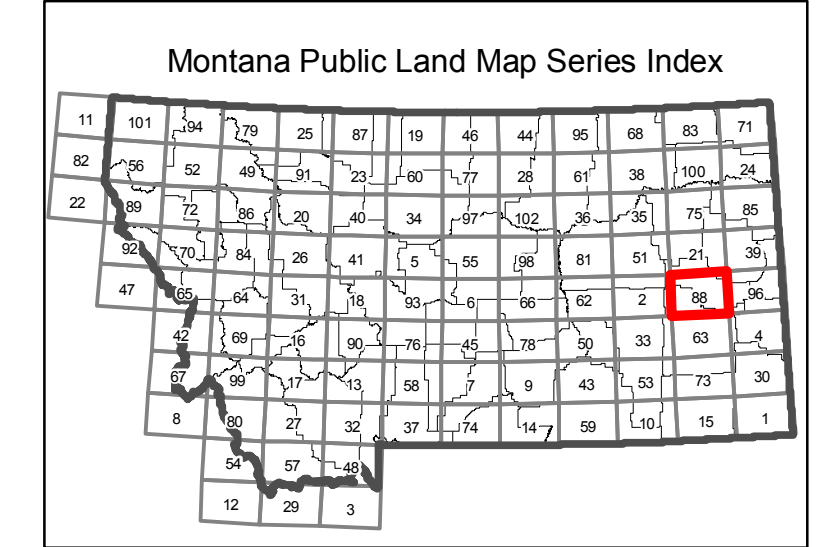 Montana Public Land Map Series Index
11 101 94 79 25 87 19 46 44 95 68 83 71
82 56 52 49 91 23 60 77 28 61 38 100 24
22 89 72 86 20 40 34 97 102 36 35 75 85
92 70 84 26 41 5 55 98 81 51 21 39
47 65 64 31 18 93 6 66 62 2 88 96
42 69 16 90 76 45 78 50 33 63 4
67 99 17 13 58 7 9 43 53 73 30
8 80 27 32 37 74 14 59 10 15 1
54 57 48
12 29 3